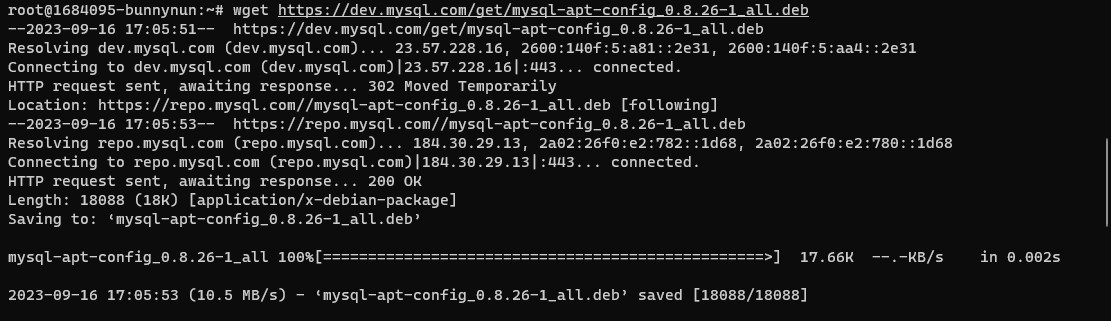 root@1684095-bunnynun:~# wget https://dev.mysql.com/get/mysql-apt-config_0.8.26-1_all.deb
--2023-09-16 17:05:51--  https://dev.mysql.com/get/mysql-apt-config_0.8.26-1_all.deb
Resolving dev.mysql.com (dev.mysql.com)... 23.57.228.16, 2600:140f:5:a81::2e31, 2600:140f:5:aa4::2e31
Connecting to dev.mysql.com (dev.mysql.com)|23.57.228.16|:443... connected.
HTTP request sent, awaiting response... 302 Moved Temporarily
Location: https://repo.mysql.com//mysql-apt-config_0.8.26-1_all.deb [following]
--2023-09-16 17:05:53--  https://repo.mysql.com//mysql-apt-config_0.8.26-1_all.deb
Resolving repo.mysql.com (repo.mysql.com)... 184.30.29.13, 2a02:26f0:e2:782::1d68, 2a02:26f0:e2:780::1d68
Connecting to repo.mysql.com (repo.mysql.com)|184.30.29.13|:443... connected.
HTTP request sent, awaiting response... 200 OK
Length: 18088 (18K) [application/x-debian-package]
Saving to: ‘mysql-apt-config_0.8.26-1_all.deb’
mysql-apt-config_0.8.26-1_all 100%[=================================================>]  17.66K  --.-KB/s    in 0.002s
2023-09-16 17:05:53 (10.5 MB/s) - ‘mysql-apt-config_0.8.26-1_all.deb’ saved [18088/18088]